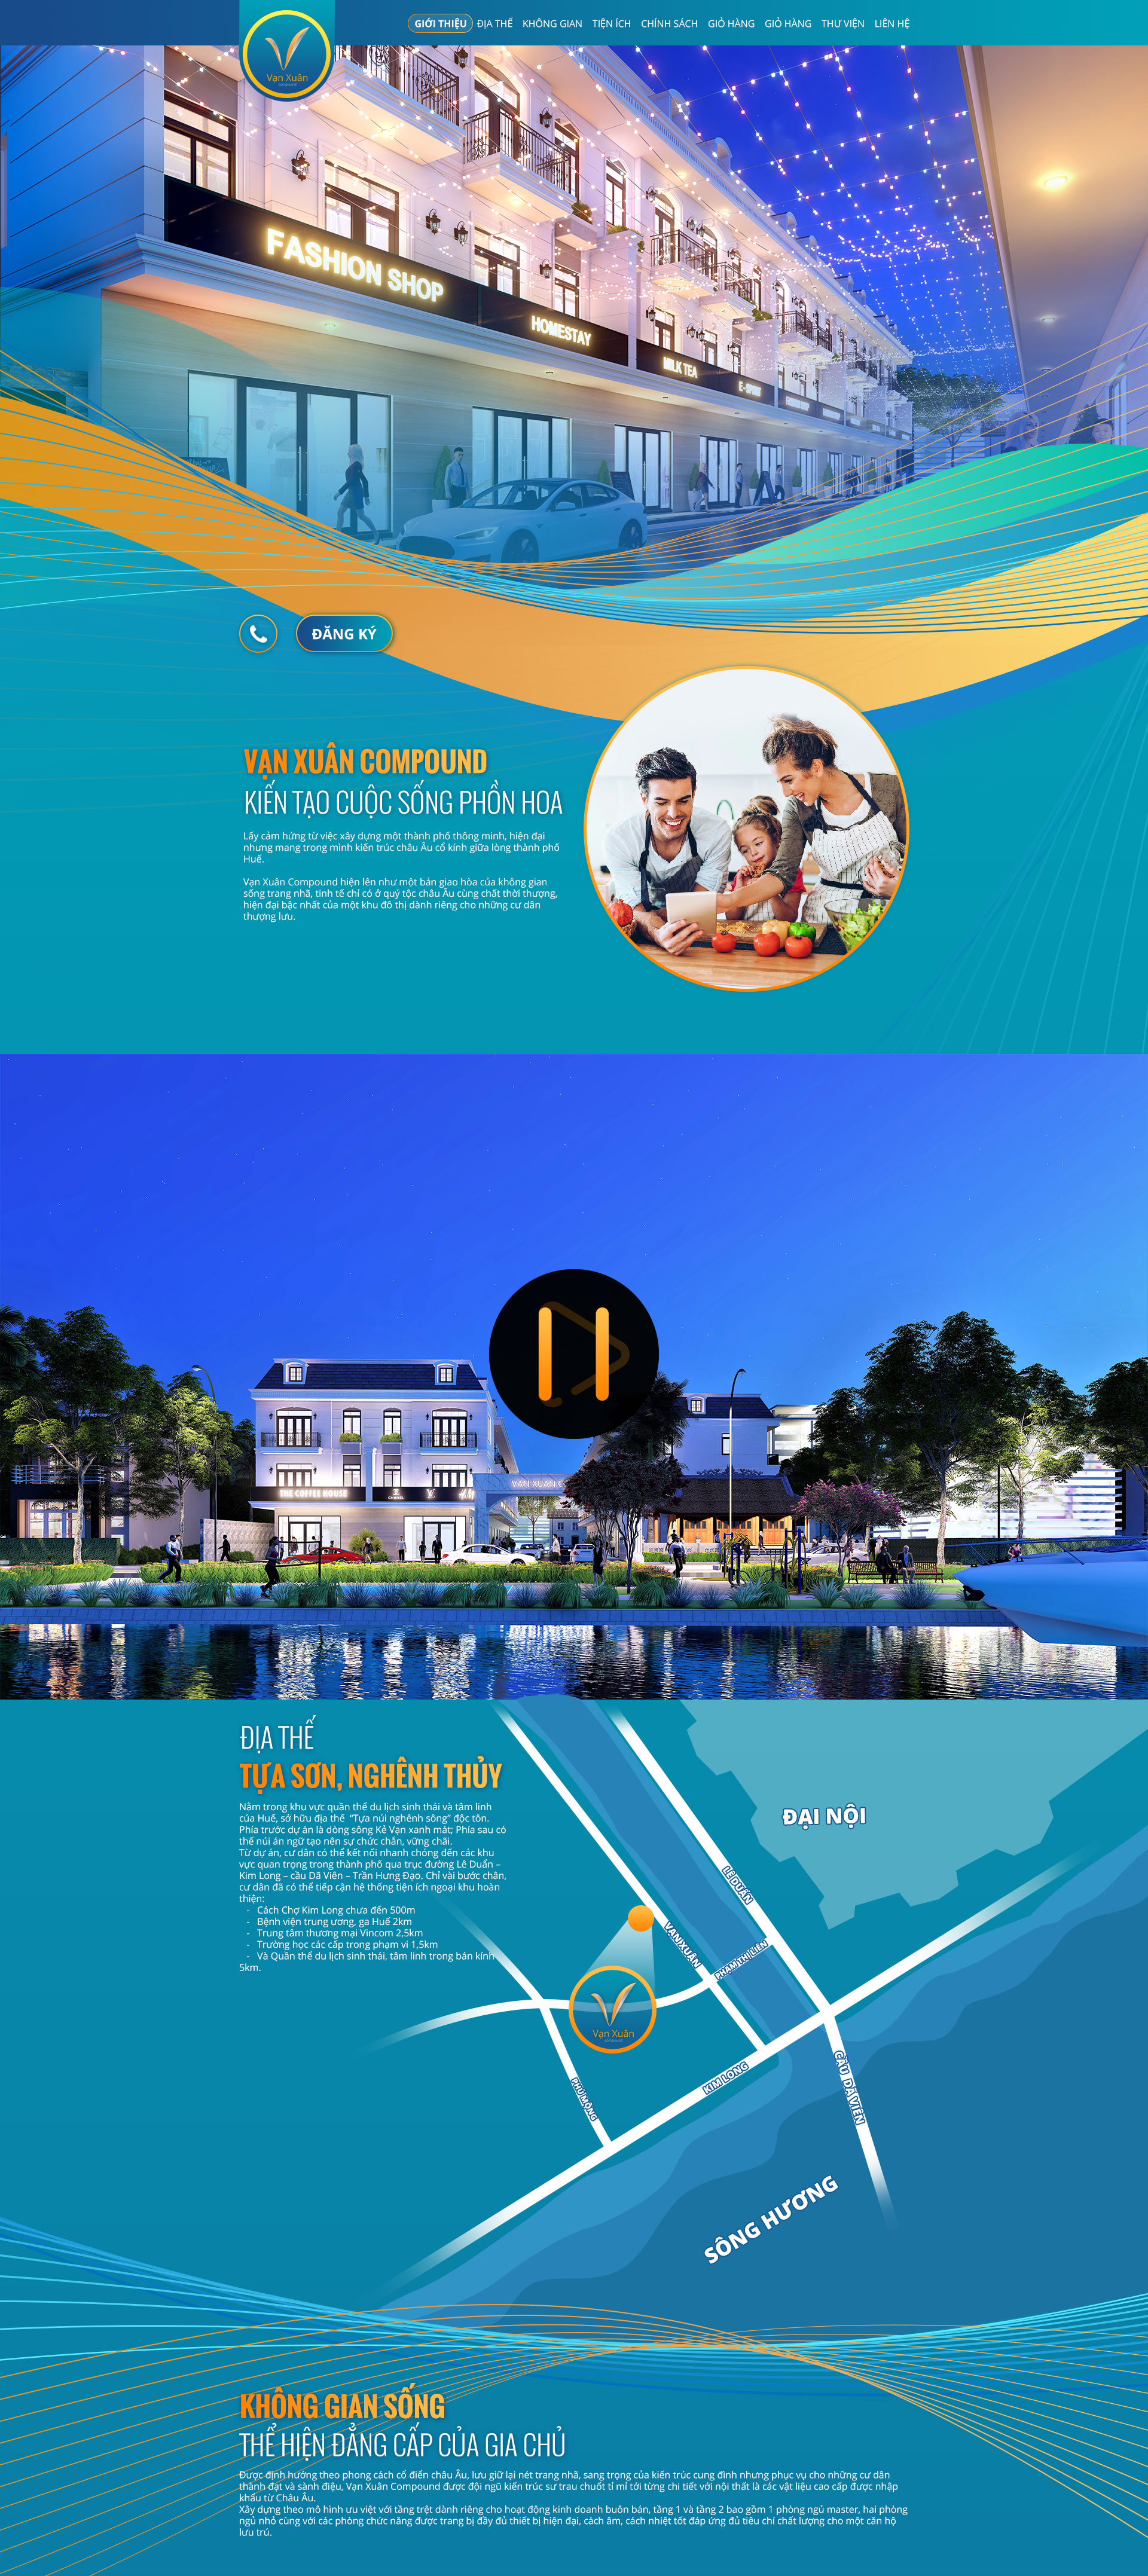 GIỚI THIỆU ĐỊA THẾ KHÔNG GIAN TIỆN ÍCH CHÍNH SÁCH GIỎ HÀNG GIỎ HÀNG THƯ VIỆN LIÊN HỆ
Vạn Xuân
compound
FASHION SHOP
HOMESTAY
MILK TEA
ĐĂNG KÝ
VẠN XUÂN COMPOUND
KIẾN TẠO CUỘC SỐNG PHỒN HOA
Lấy cảm hứng từ việc xây dựng một thành phố thông minh, hiện đại
nhưng mang trong mình kiến trúc châu Âu cổ kính giữa lòng thành phố
Huế.
Vạn Xuân Compound hiện lên như một bản giao hòa của không gian
sống trang nhã, tinh tế chỉ có ở quý tộc châu Âu cùng chất thời thượng,
hiện đại bậc nhất của một khu đô thị dành riêng cho những cư dân
thượng lưu.
THE COFFEE HOUSE
VAN XUAN C
ĐỊA THẾ
TỰA SƠN, NGHÊNH THỦY
Nằm trong khu vực quần thể du lịch sinh thái và tâm linh
của Huế, sở hữu địa thế “Tựa núi nghênh sông” độc tôn.
Phía trước dự án là dòng sông Kẻ Vạn xanh mát; Phía sau có
thế núi án ngữ tạo nên sự chức chắn, vững chãi.
Từ dự án, cư dân có thể kết nối nhanh chóng đến các khu
vực quan trọng trong thành phố qua trục đường Lê Duẩn –
Kim Long – cầu Dã Viên – Trần Hưng Đạo. Chỉ vài bước chân,
cư dân đã có thể tiếp cận hệ thống tiện ích ngoại khu hoàn
thiện:
- Cách Chợ Kim Long chưa đến 500m
- Bệnh viện trung ương, ga Huế 2km
- Trung tâm thương mại Vincom 2,5km
- Trường học các cấp trong phạm vi 1,5km
- Và Quần thể du lịch sinh thái, tâm linh trong bán kính
5km.
ĐẠI NỘI
LÊ DUẨN
VẠN XUÂN
PHẠM THỊ LIÊN
Vạn Xuân
compound
PHÚ MỘNG
KIM LONG
CẦU DÃ VIÊN
SÔNG HƯƠNG
KHÔNG GIAN SỐNG
THỂ HIỆN ĐẲNG CẤP CỦA GIA CHỦ
Được định hướng theo phong cách cổ điển châu Âu, lưu giữ lại nét trang nhã, sang trọng của kiến trúc cung đình nhưng phục vụ cho những cư dân
thành đạt và sành điệu, Vạn Xuân Compound được đội ngũ kiến trúc sư trau chuốt tỉ mỉ tới từng chi tiết với nội thất là các vật liệu cao cấp được nhập
khẩu từ Châu Âu.
Xây dựng theo mô hình ưu việt với tầng trệt dành riêng cho hoạt động kinh doanh buôn bán, tầng 1 và tầng 2 bao gồm 1 phòng ngủ master, hai phòng
ngủ nhỏ cùng với các phòng chức năng được trang bị đầy đủ thiết bị hiện đại, cách âm, cách nhiệt tốt đáp ứng đủ tiêu chí chất lượng cho một căn hộ
lưu trú.